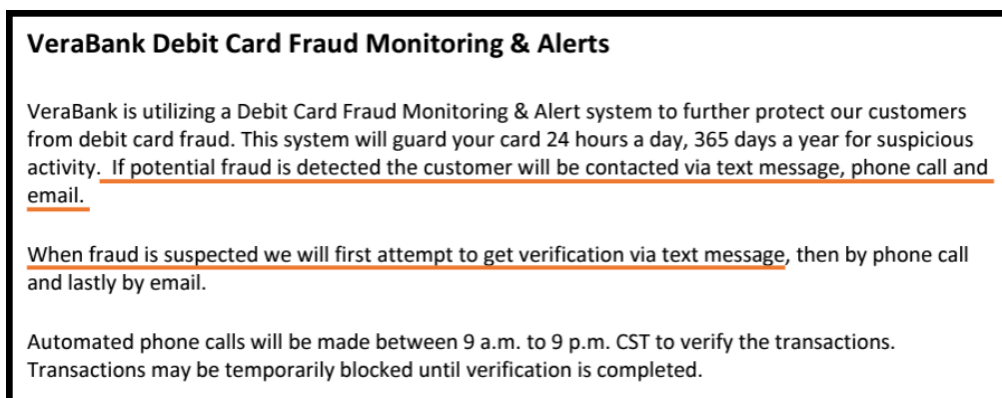 VeraBank Debit Card Fraud Monitoring & Alerts
VeraBank is utilizing a Debit Card Fraud Monitoring & Alert system to further protect our customers
from debit card fraud. This system will guard your card 24 hours a day, 365 days a year for suspicious
activity.  If potential fraud is detected the customer will be contacted via text message, phone call and
email.
When fraud is suspected we will first attempt to get verification via text message, then by phone call
and lastly by email.
Automated phone calls will be made between 9 a.m. to 9 p.m. CST to verify the transactions.
Transactions may be temporarily blocked until verification is completed.